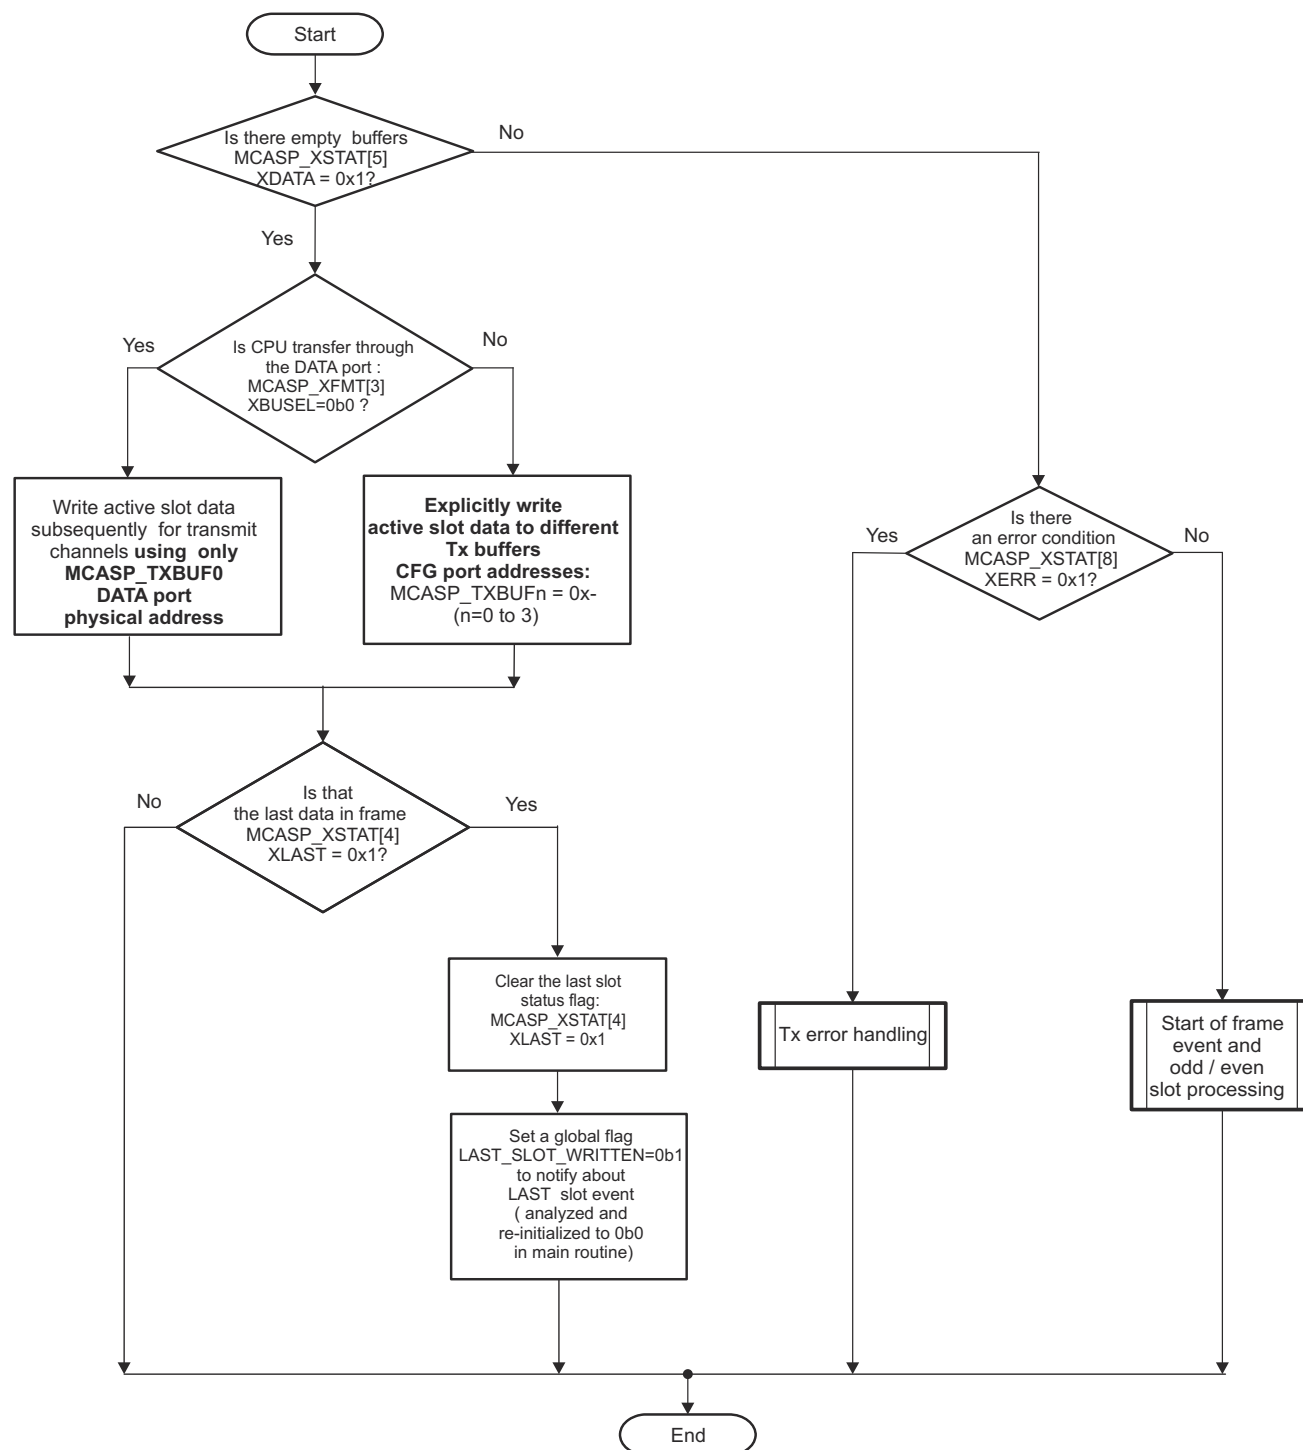 Start
Is there empty  buffers
MCASP_XSTAT[5]
XDATA = 0x1?
No
Yes
Is CPU transfer through
the DATA port :
MCASP_XFMT[3]
XBUSEL=0b0 ?
Yes
No
Write active slot data
subsequently  for transmit
channels using  only
MCASP_TXBUF0
DATA port
physical address
Explicitly write
active slot data to different
Tx buffers
CFG port addresses:
MCASP_TXBUFn = 0x-
(n=0 to 3)
Is there
an error condition
MCASP_XSTAT[8]
XERR = 0x1?
Yes
No
Is that
the last data in frame
MCASP_XSTAT[4]
XLAST = 0x1?
No
Yes
Clear the last slot
status flag:
MCASP_XSTAT[4]
XLAST = 0x1
Tx error handling
Start of frame
event and
odd / even
slot processing
Set a global flag
LAST_SLOT_WRITTEN=0b1
to notify about
LAST  slot event
( analyzed and
re-initialized to 0b0
in main routine)
End